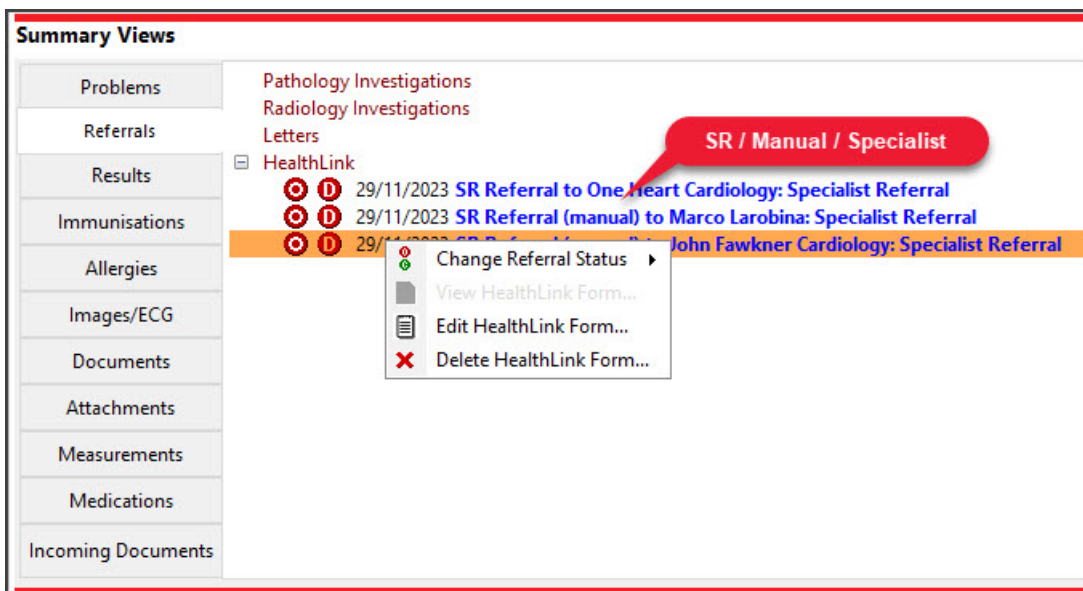 Summary Views
Problems
Referrals
Results
Immunisations
Allergies
Images/ECG
Documents
Attachments
Measurements
Medications
Incoming Documents
Pathology Investigations
Radiology Investigations
Letters
HealthLink
SR / Manual / Specialist
D 29/11/2023 SR Referral to One Heart Cardiology: Specialist Referral
D 29/11/2023 SR Referral (manual) to Marco Larobina: Specialist Referral
D 29/ John Fawkner Cardiology: Specialist Referral
Change Referral Status
View HealthLink Form...
Edit HealthLink Form...
Delete HealthLink Form...